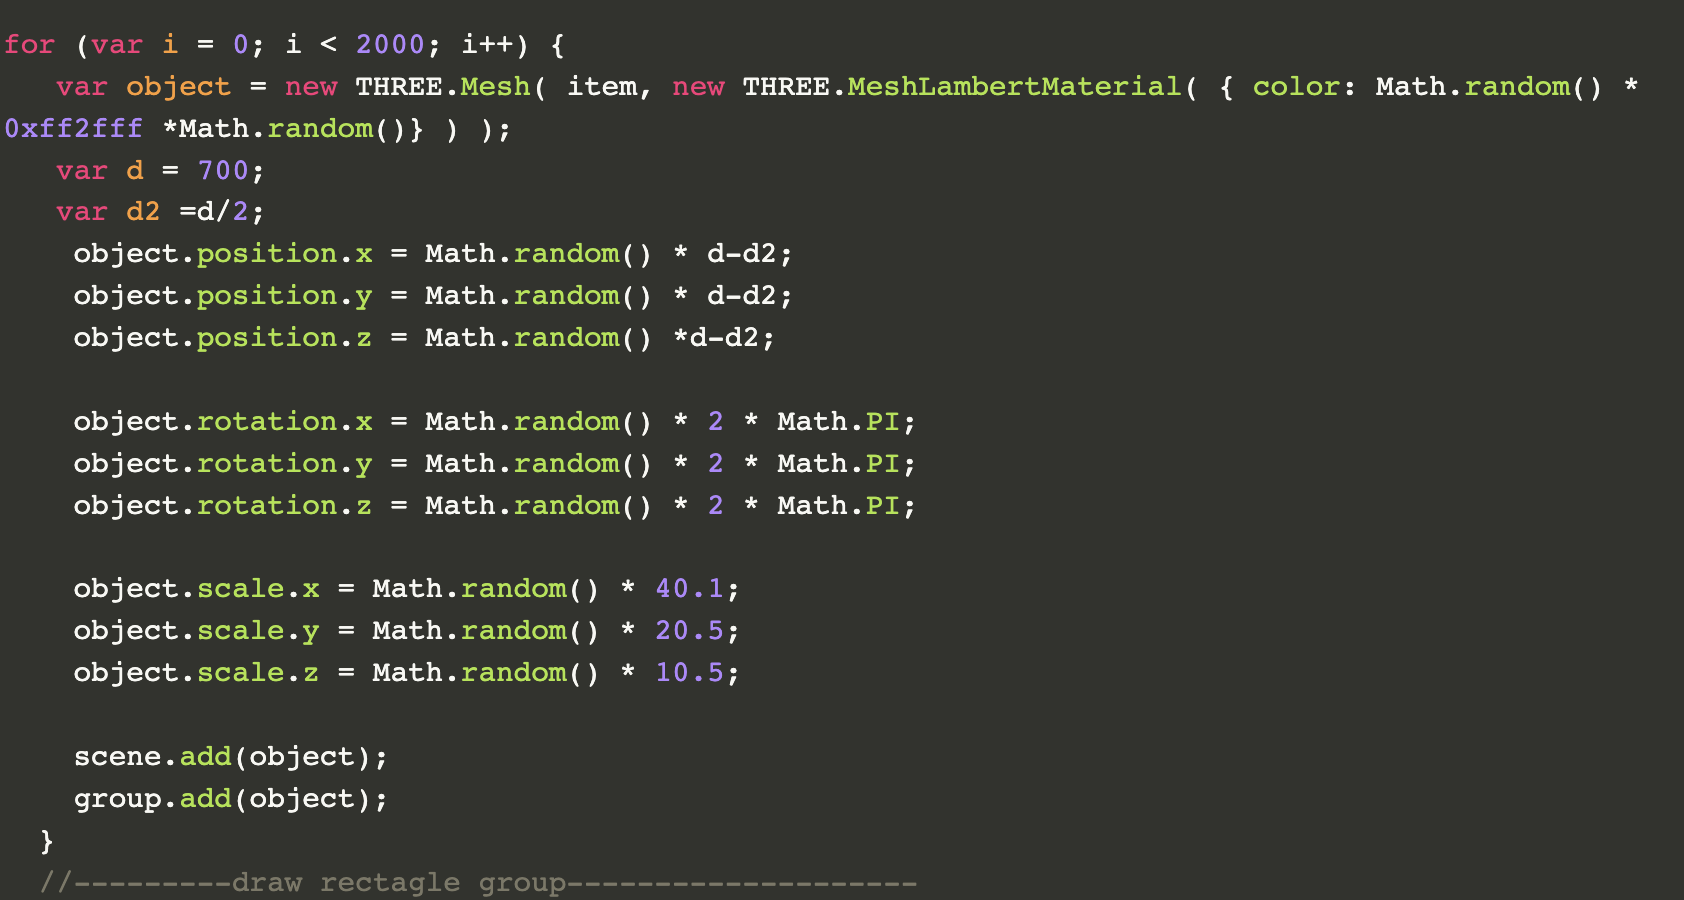 for (var i = 0; i < 2000; i++) {
   var object = new THREE.Mesh( item, new THREE.MeshLambertMaterial( { color: Math.random() *
0xff2fff *Math.random()} ) );
   var d = 700;
   var d2 =d/2;
    object.position.x = Math.random() * d-d2;
    object.position.y = Math.random() * d-d2;
    object.position.z = Math.random() *d-d2;

    object.rotation.x = Math.random() * 2 * Math.PI;
    object.rotation.y = Math.random() * 2 * Math.PI;
    object.rotation.z = Math.random() * 2 * Math.PI;

    object.scale.x = Math.random() * 40.1;
    object.scale.y = Math.random() * 20.5;
    object.scale.z = Math.random() * 10.5;

    scene.add(object);
    group.add(object);
  }
  //---------draw rectagle group--------------------